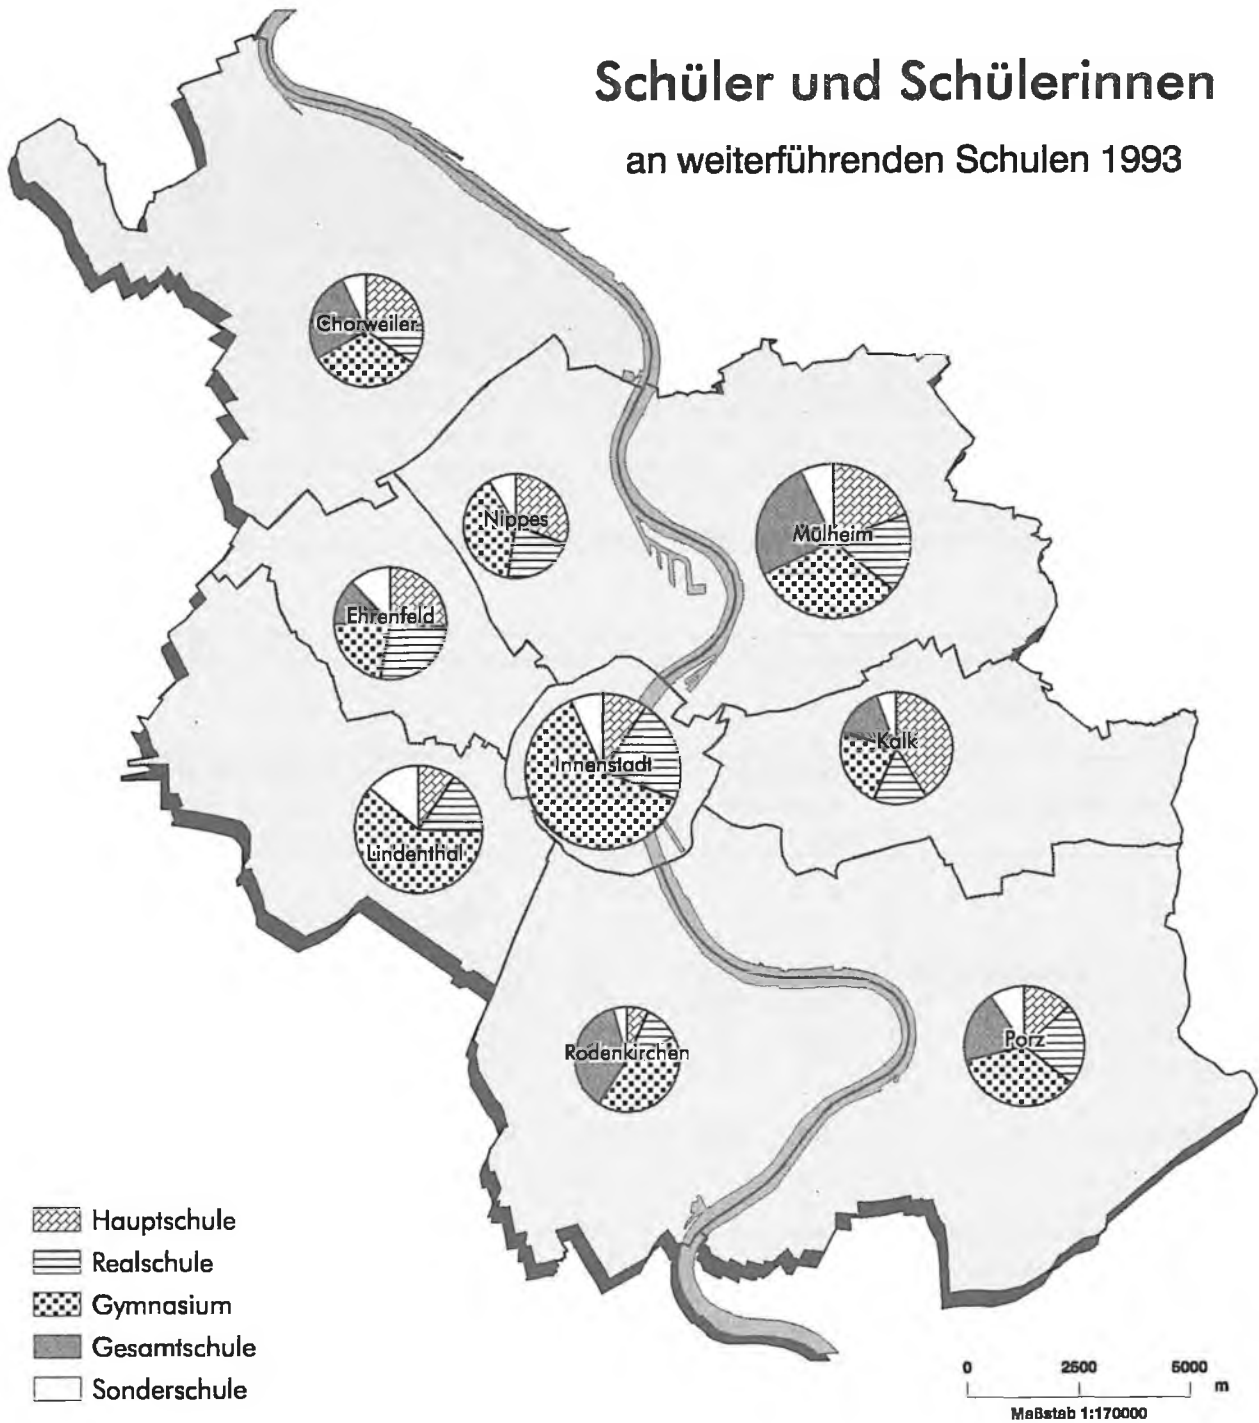 Schüler und Schülerinnen
an weiterführenden Schulen 1993
Chorweiler
Nippes
Mülheim
Ehrenfeld
Kalk
Innenstadt
Lindenthal
Rodenkirchen
Porz
Hauptschule
Realschule
Gymnasium
Gesamtschule
Sonderschule
0 2500 5000
m
Maßstab 1:170000